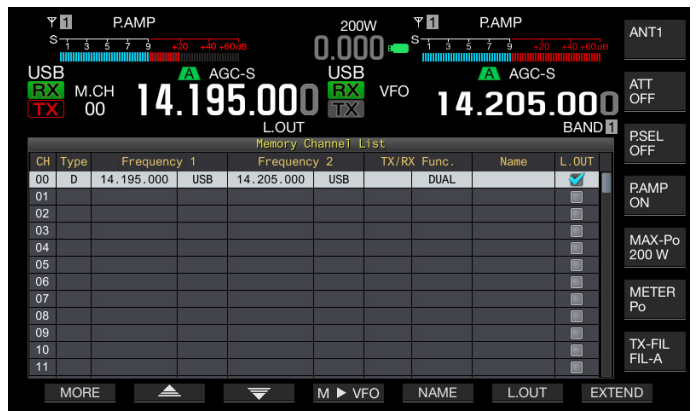 1 P.AMP 200W 1 P.AMP ANT1
S 1 3 5 7 9 +20 +40 +60dB 0.000 S 1 3 5 7 9 +20 +40 +60dB
USB A AGC-S USB A AGC-S ATT OFF
RX M.CH 14.195.000 RX VFO 14.205.000
TX 00 TX
L.OUT BAND 1
P.SEL OFF
Memory Channel List
CH Type Frequency 1 Frequency 2 TX/RX Func. Name L.OUT
00 D 14.195.000 USB 14.205.000 USB DUAL
01
P.AMP ON
02
03
04
MAX-Po 200 W
05
06
07
METER Po
08
09
10
TX-FIL FIL-A
11
MORE M ▶ VFO NAME L.OUT EXTEND